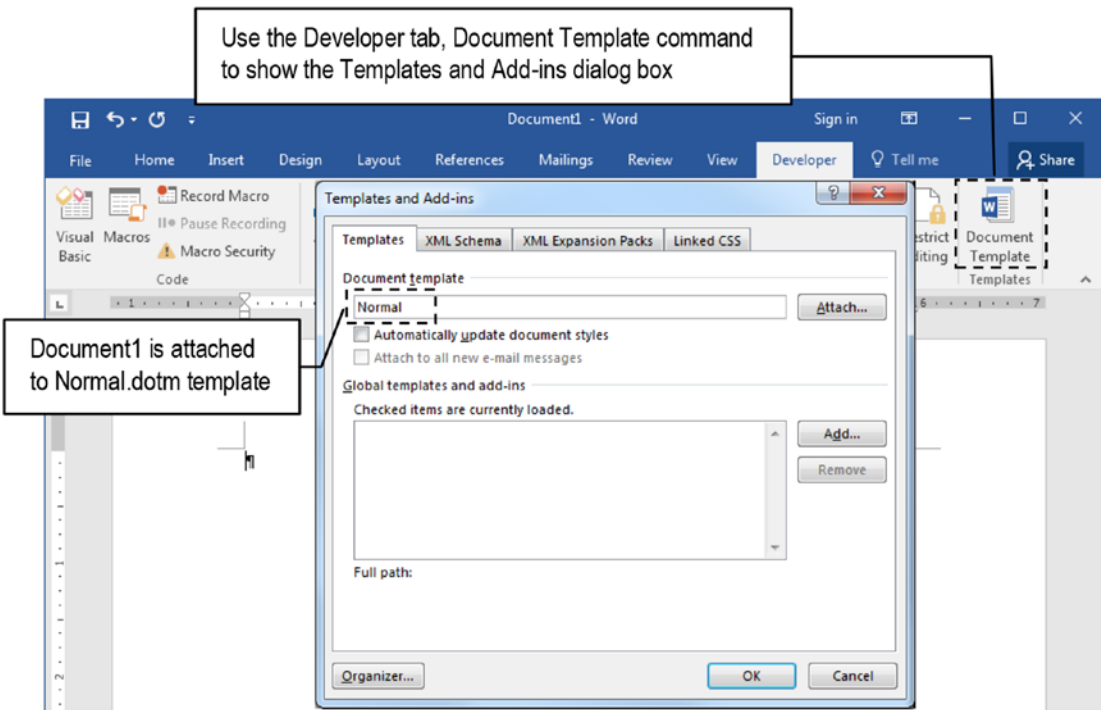 Use the Developer tab, Document Template command
to show the Templates and Add-ins dialog box
Document1 - Word
Sign in
File Home Insert Design Layout References Mailings Review View Developer Tell me Share
Visual Basic
Macros
Record Macro
Pause Recording
Macro Security
Code
Document
Template
Templates
Templates and Add-ins
Templates XML Schema XML Expansion Packs Linked CSS
Document template
Normal
Attach...
Automatically update document styles
Attach to all new e-mail messages
Global templates and add-ins
Checked items are currently loaded.
Add...
Remove
Full path:
Organizer... OK Cancel
Document1 is attached
to Normal.dotm template
1
6
7
1
2